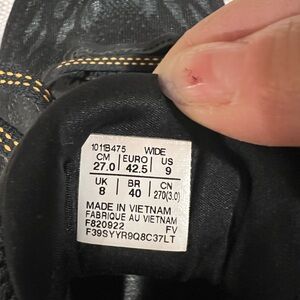 1011B475 WIDE
CM EURO US
27.0 42.5 9
UK BR CN
8 40 270(3.0)
MADE IN VIETNAM
FABRIQUE AU VIETNAM
F820922 FV
F39SYYR9Q8C37LT